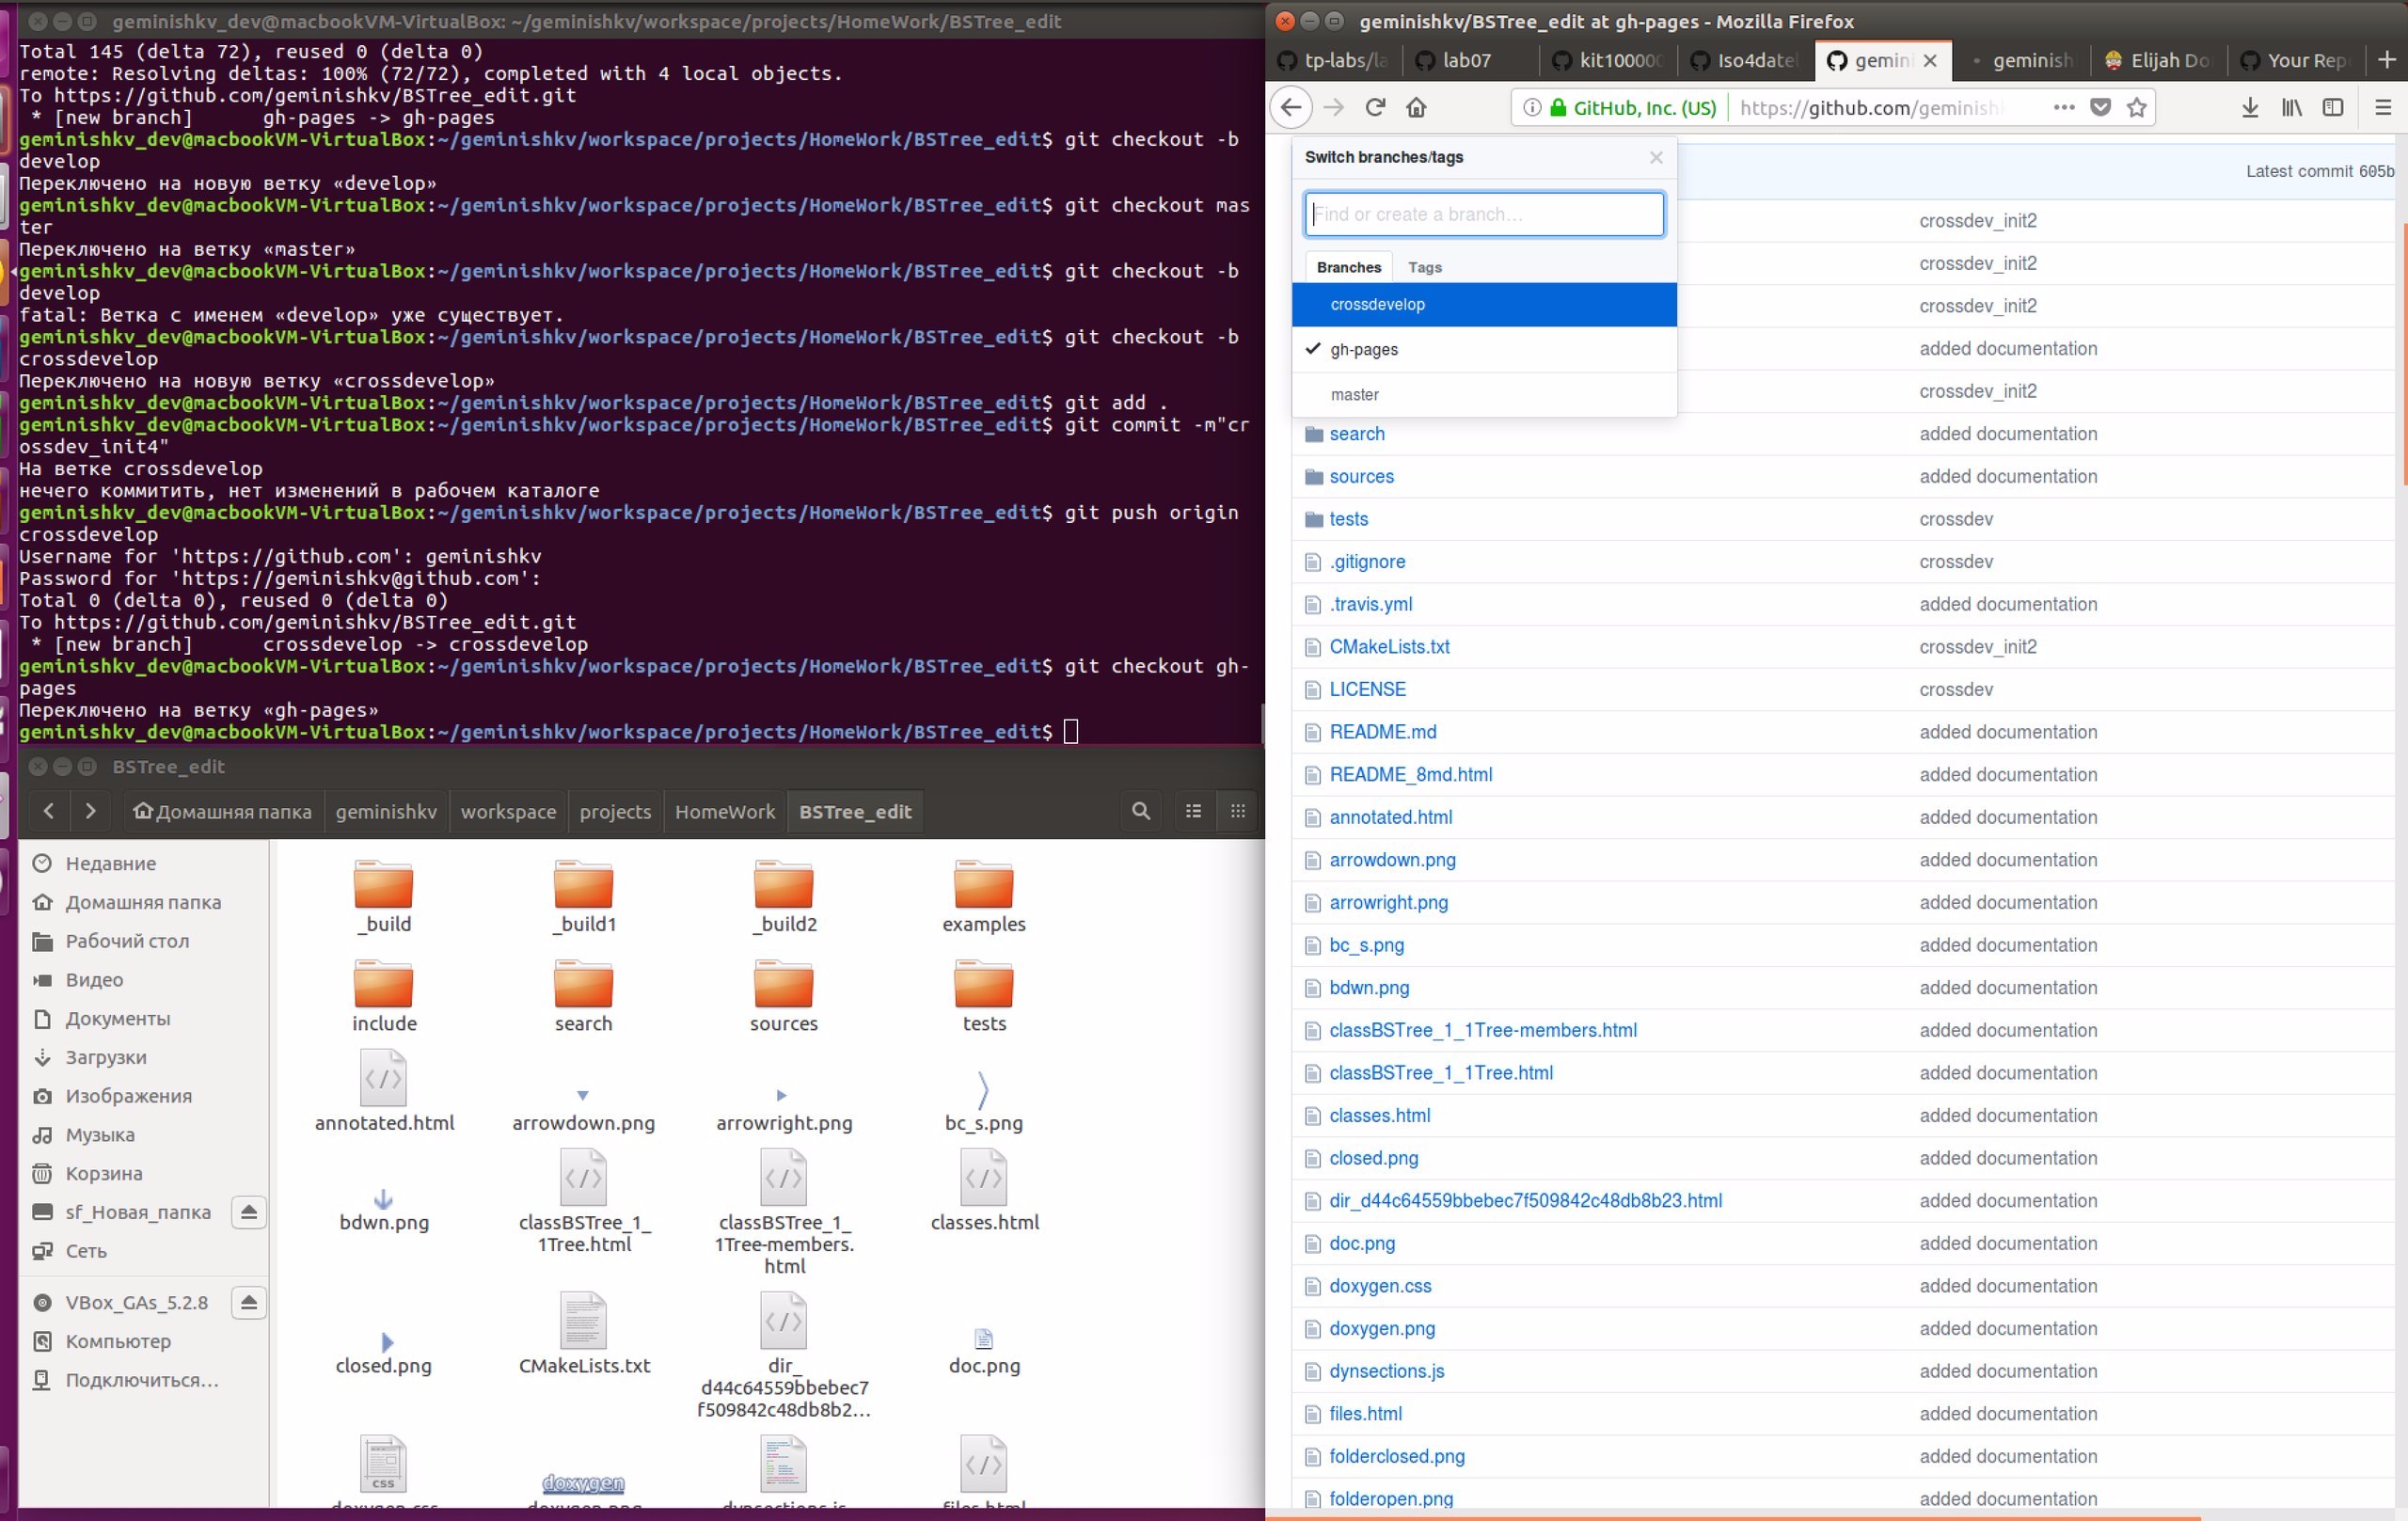 geminishkv_dev@macbookVM-VirtualBox: ~/geminishkv/workspace/projects/HomeWork/BSTree_edit
Total 145 (delta 72), reused 0 (delta 0)
remote: Resolving deltas: 100% (72/72), completed with 4 local objects.
To https://github.com/geminishkv/BSTree_edit.git
 * [new branch]      gh-pages -> gh-pages
geminishkv_dev@macbookVM-VirtualBox:~/geminishkv/workspace/projects/HomeWork/BSTree_edit$ git checkout -b
develop
Переключено на новую ветку «develop»
geminishkv_dev@macbookVM-VirtualBox:~/geminishkv/workspace/projects/HomeWork/BSTree_edit$ git checkout mas
ter
Переключено на ветку «master»
geminishkv_dev@macbookVM-VirtualBox:~/geminishkv/workspace/projects/HomeWork/BSTree_edit$ git checkout -b
develop
fatal: Ветка с именем «develop» уже существует.
geminishkv_dev@macbookVM-VirtualBox:~/geminishkv/workspace/projects/HomeWork/BSTree_edit$ git checkout -b
crossdevelop
Переключено на новую ветку «crossdevelop»
geminishkv_dev@macbookVM-VirtualBox:~/geminishkv/workspace/projects/HomeWork/BSTree_edit$ git add .
geminishkv_dev@macbookVM-VirtualBox:~/geminishkv/workspace/projects/HomeWork/BSTree_edit$ git commit -m"cr
ossdev_init4"
На ветке crossdevelop
нечего коммитить, нет изменений в рабочем каталоге
geminishkv_dev@macbookVM-VirtualBox:~/geminishkv/workspace/projects/HomeWork/BSTree_edit$ git push origin
crossdevelop
Username for 'https://github.com': geminishkv
Password for 'https://geminishkv@github.com':
Total 0 (delta 0), reused 0 (delta 0)
To https://github.com/geminishkv/BSTree_edit.git
 * [new branch]      crossdevelop -> crossdevelop
geminishkv_dev@macbookVM-VirtualBox:~/geminishkv/workspace/projects/HomeWork/BSTree_edit$ git checkout gh-
pages
Переключено на ветку «gh-pages»
geminishkv_dev@macbookVM-VirtualBox:~/geminishkv/workspace/projects/HomeWork/BSTree_edit$
BSTree_edit
Домашняя папка geminishkv workspace projects HomeWork BSTree_edit
Недавние
Домашняя папка
Рабочий стол
Видео
Документы
Загрузки
Изображения
Музыка
Корзина
sf_Новая_папка
Сеть
VBox_GAs_5.2.8
Компьютер
Подключиться…
_build _build1 _build2 examples
include search sources tests
annotated.html arrowdown.png arrowright.png bc_s.png
bdwn.png classBSTree_1_1Tree.html classBSTree_1_1Tree-members.html classes.html
closed.png CMakeLists.txt dir_d44c64559bbebec7f509842c48db8b2... doc.png
css doxygen
doxygen.css doxygen.png dynsections.js files.html
geminishkv/BSTree_edit at gh-pages - Mozilla Firefox
tp-labs/la lab07 kit100000 Iso4datel gemini geminish Elijah Do Your Rep
GitHub, Inc. (US) https://github.com/geminish
Switch branches/tags
Find or create a branch…
Branches Tags
crossdevelop
gh-pages
master
Latest commit 605b
crossdev_init2
crossdev_init2
crossdev_init2
added documentation
crossdev_init2
search added documentation
sources added documentation
tests crossdev
.gitignore crossdev
.travis.yml added documentation
CMakeLists.txt crossdev_init2
LICENSE crossdev
README.md added documentation
README_8md.html added documentation
annotated.html added documentation
arrowdown.png added documentation
arrowright.png added documentation
bc_s.png added documentation
bdwn.png added documentation
classBSTree_1_1Tree-members.html added documentation
classBSTree_1_1Tree.html added documentation
classes.html added documentation
closed.png added documentation
dir_d44c64559bbebec7f509842c48db8b23.html added documentation
doc.png added documentation
doxygen.css added documentation
doxygen.png added documentation
dynsections.js added documentation
files.html added documentation
folderclosed.png added documentation
folderopen.png added documentation